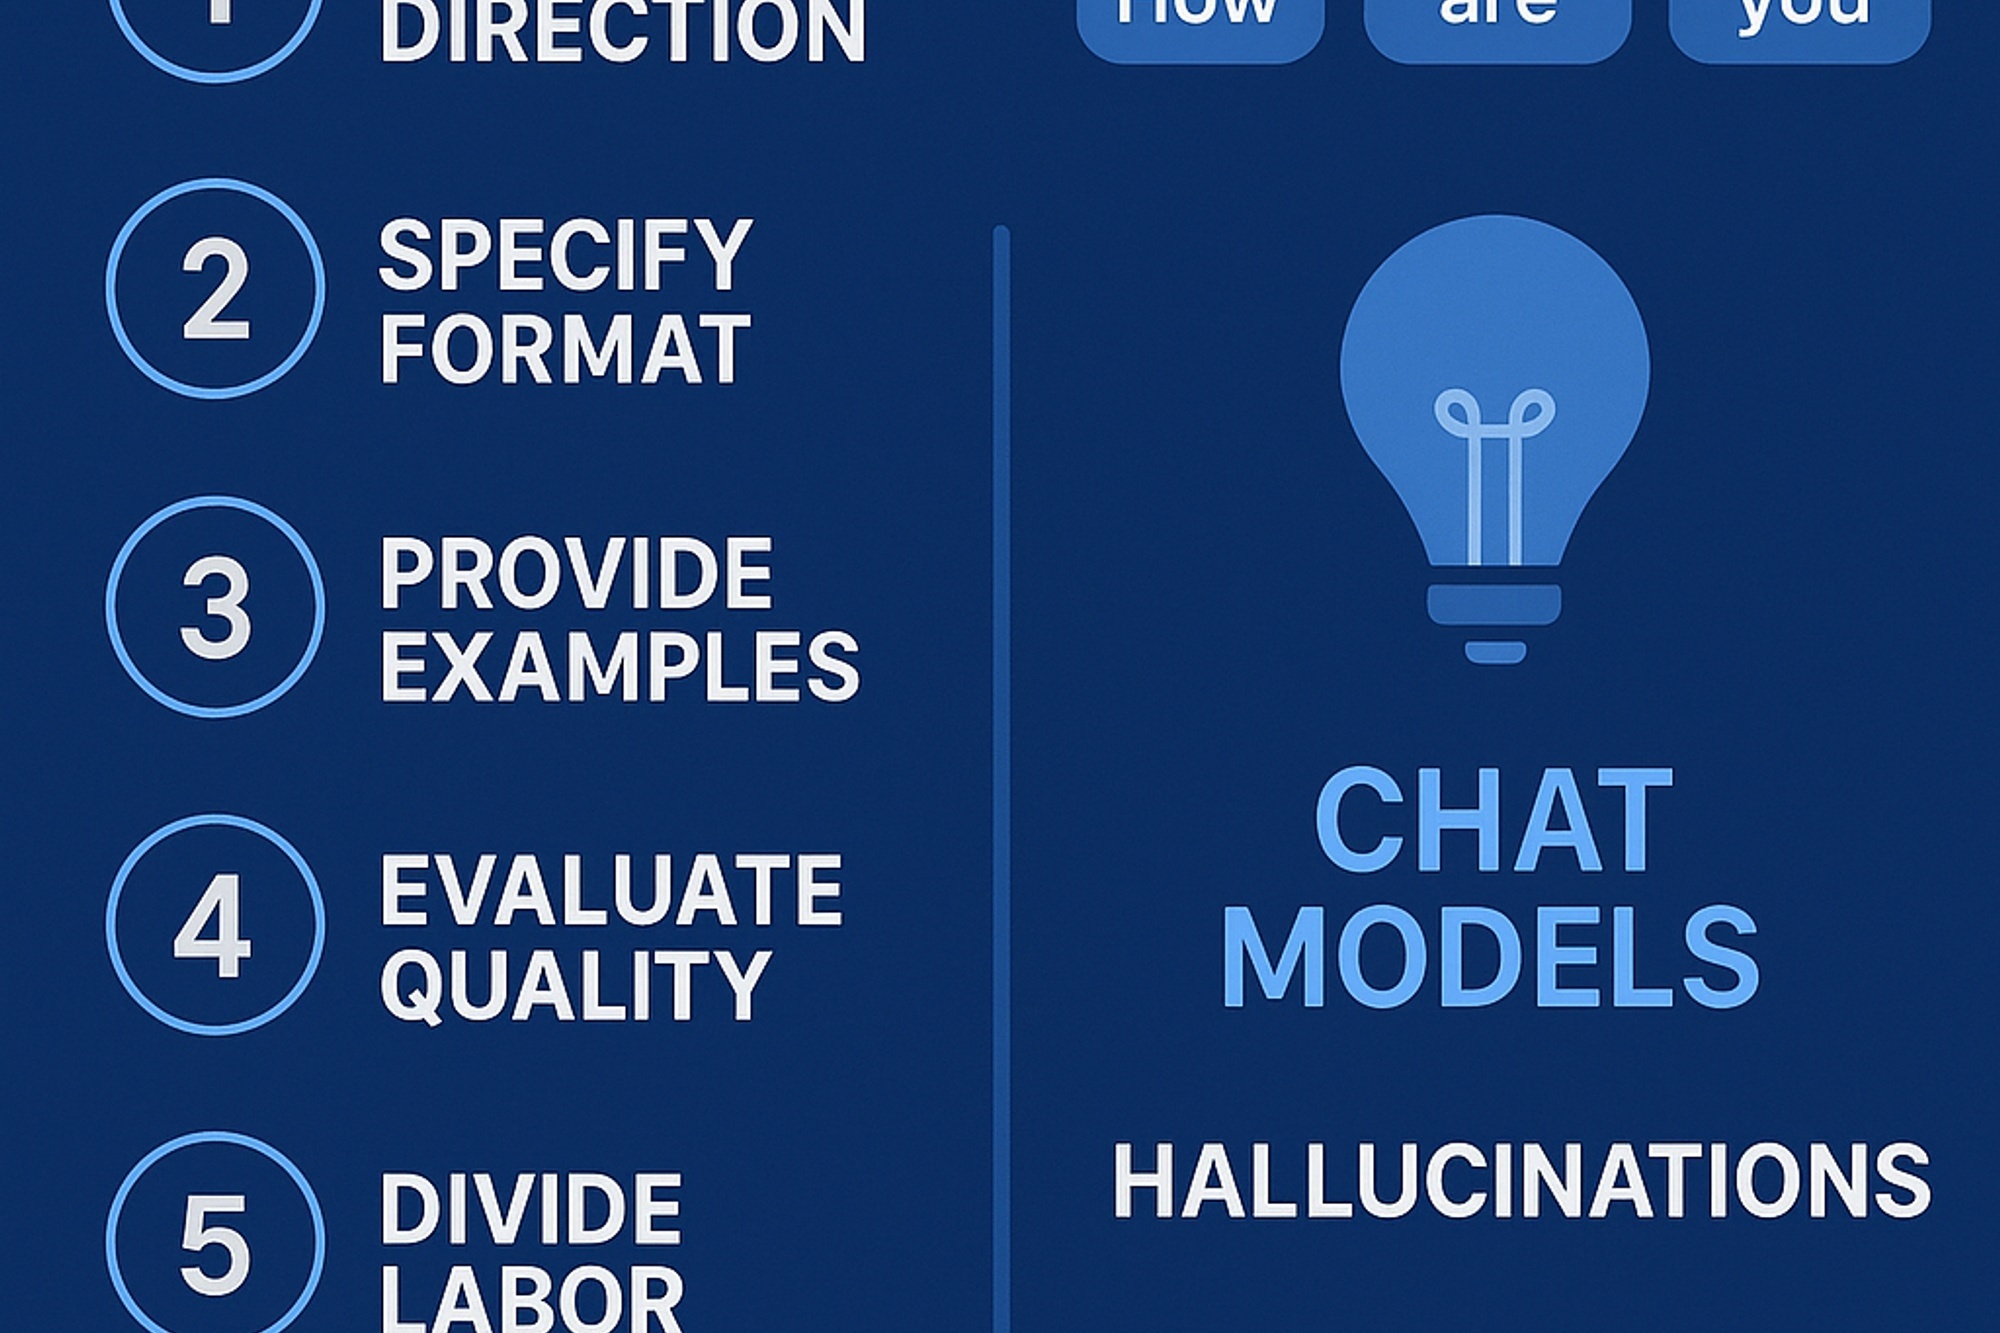 1
DIRECTION
2
SPECIFY
FORMAT
3
PROVIDE
EXAMPLES
4
EVALUATE
QUALITY
5
DIVIDE
LABOR
How are you
CHAT
MODELS
HALLUCINATIONS